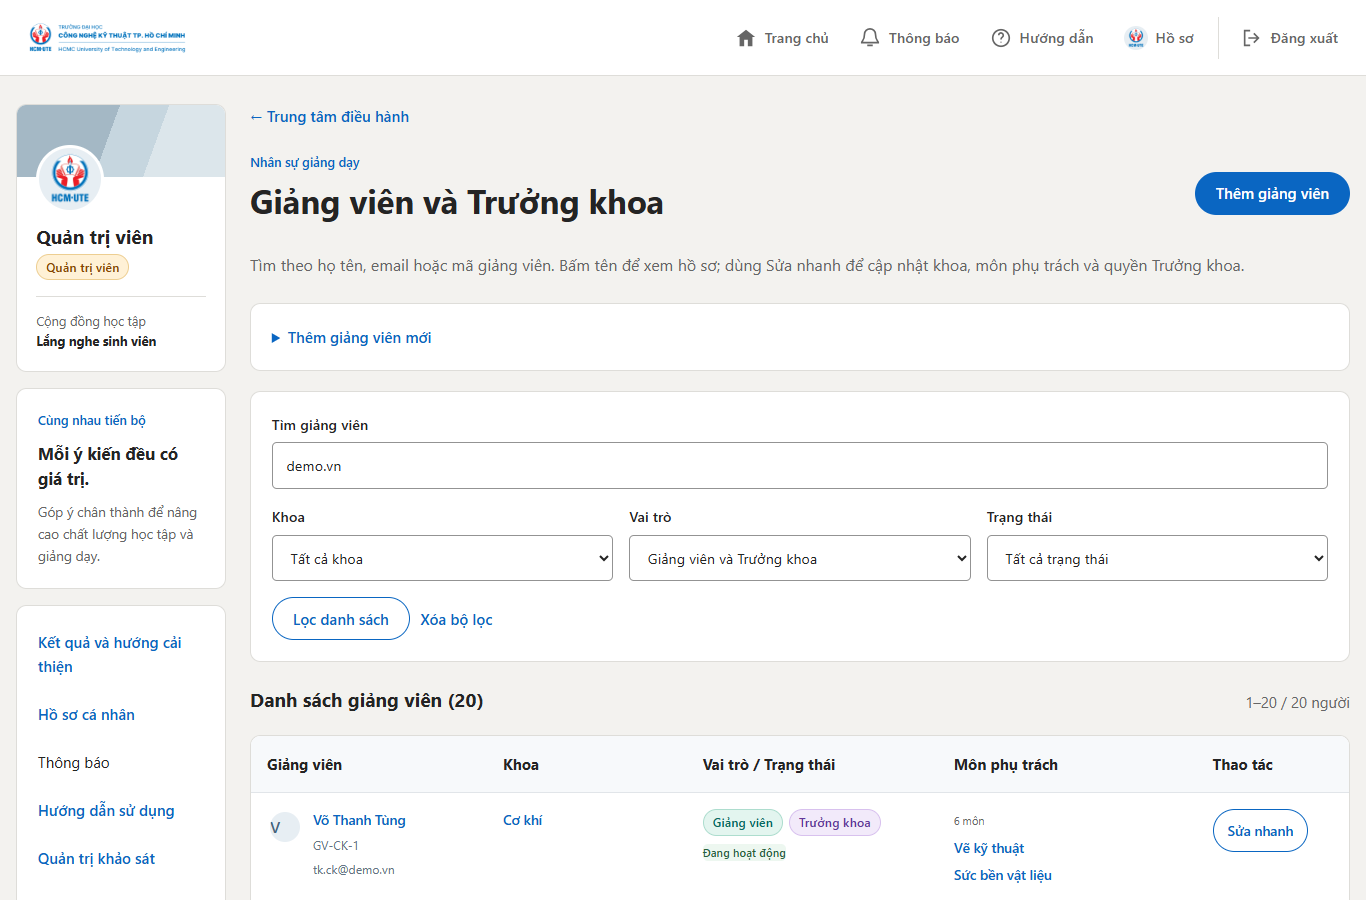 TRƯỜNG ĐẠI HỌC
CÔNG NGHỆ KỸ THUẬT TP. HỒ CHÍ MINH
HCMC University of Technology and Engineering
HCM-UTE
Trang chủ
Thông báo
Hướng dẫn
Hồ sơ
Đăng xuất
HCM-UTE
Quản trị viên
Quản trị viên
Cộng đồng học tập
Lắng nghe sinh viên
Cùng nhau tiến bộ
Mỗi ý kiến đều có
giá trị.
Góp ý chân thành để nâng
cao chất lượng học tập và
giảng dạy.
Kết quả và hướng cải
thiện
Hồ sơ cá nhân
Thông báo
Hướng dẫn sử dụng
Quản trị khảo sát
← Trung tâm điều hành
Nhân sự giảng dạy
Giảng viên và Trưởng khoa
Thêm giảng viên
Tìm theo họ tên, email hoặc mã giảng viên. Bấm tên để xem hồ sơ; dùng Sửa nhanh để cập nhật khoa, môn phụ trách và quyền Trưởng khoa.
▶ Thêm giảng viên mới
Tìm giảng viên
demo.vn
Khoa
Vai trò
Trạng thái
Tất cả khoa
Giảng viên và Trưởng khoa
Tất cả trạng thái
Lọc danh sách
Xóa bộ lọc
Danh sách giảng viên (20)
1–20 / 20 người
Giảng viên
Khoa
Vai trò / Trạng thái
Môn phụ trách
Thao tác
V
Võ Thanh Tùng
GV-CK-1
tk.ck@demo.vn
Cơ khí
Giảng viên
Trưởng khoa
Đang hoạt động
6 môn
Vẽ kỹ thuật
Sức bền vật liệu
Sửa nhanh